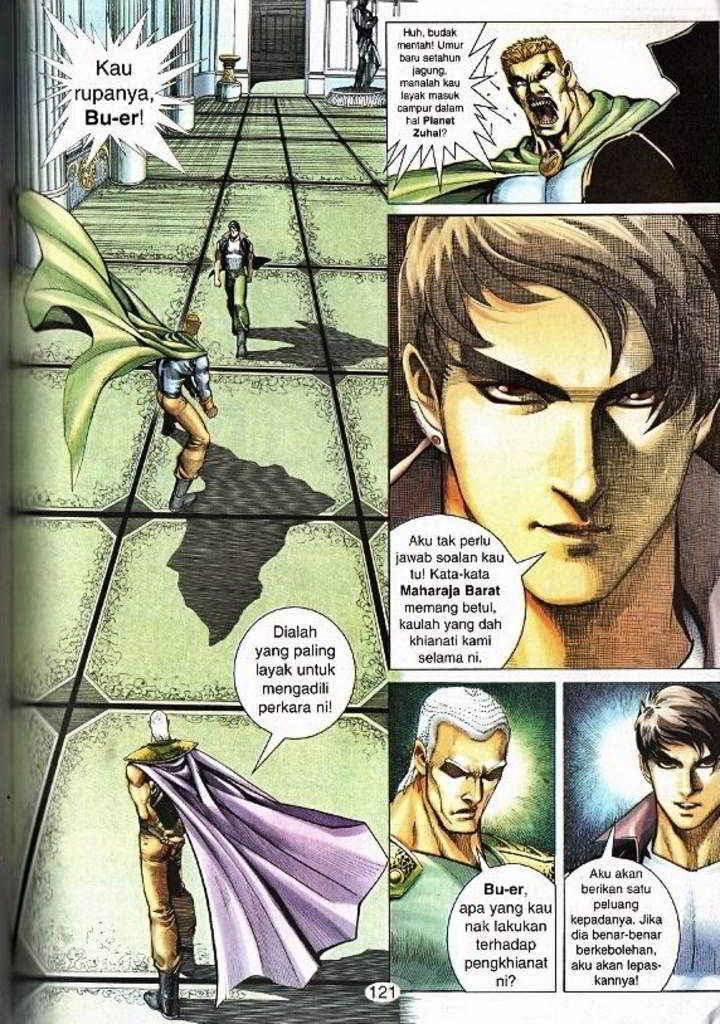 Kau
rupanya,
Bu-er!
Dialah
yang paling
layak untuk
mengadili
perkara ni!
Huh, budak
mentah! Umur
baru setahun
jagung,
manalah kau
layak masuk
campur dalam
hal Planet
Zuhal?
Aku tak perlu
jawab soalan kau
tu! Kata-kata
Maharaja Barat
memang betul,
kaulah yang dah
khianati kami
selama ni.
Bu-er,
apa yang kau
nak lakukan
terhadap
pengkhianat
ni?
Aku akan
berikan satu
peluang
kepadanya. Jika
dia benar-benar
berkebolehan,
aku akan lepas-
kannya!
121